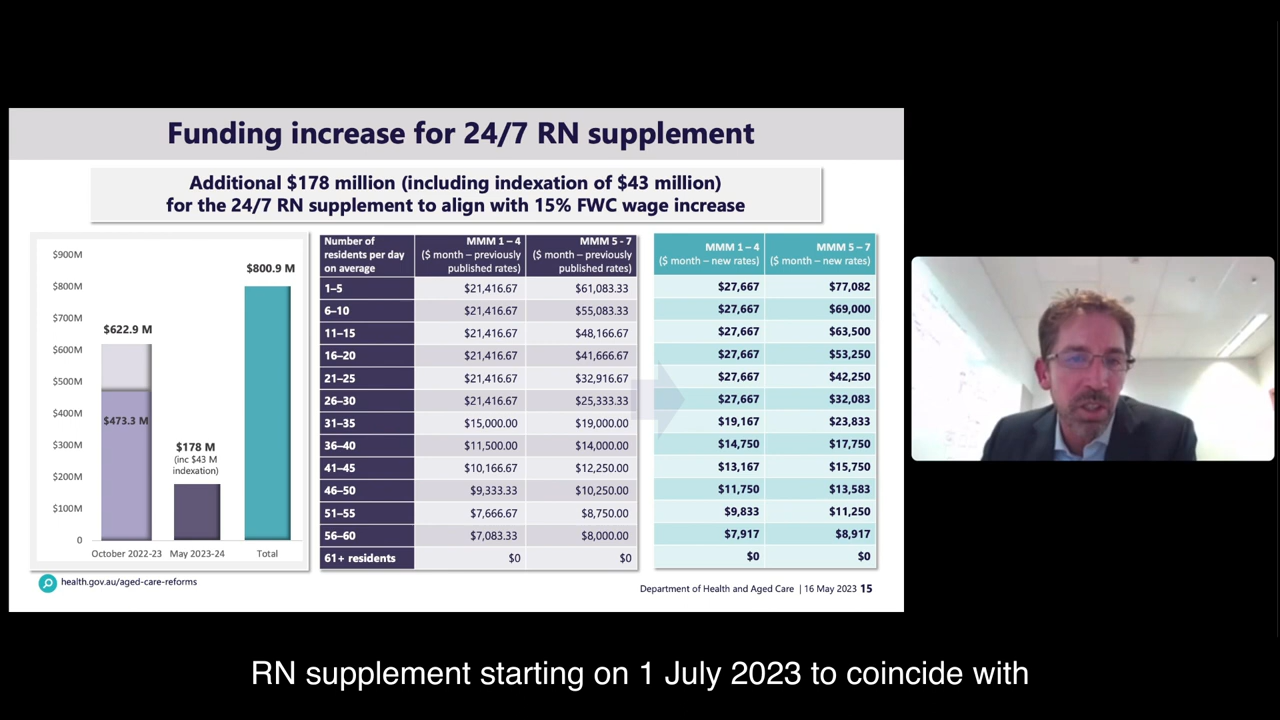 Funding increase for 24/7 RN supplement
Additional $178 million (including indexation of $43 million)
for the 24/7 RN supplement to align with 15% FWC wage increase
$900M
$800M
$700M
$600M
$500M
$400M
$300M
$200M
$100M
0
$622.9 M
$473.3 M
$178 M
(inc $43 M
indexation)
$800.9 M
October 2022-23 May 2023-24 Total
Number of residents per day on average | MMM 1 – 4 ($ month – previously published rates) | MMM 5 - 7 ($ month – previously published rates) | MMM 1 – 4 ($ month – new rates) | MMM 5 – 7 ($ month – new rates)
1–5 $21,416.67 $61,083.33 $27,667 $77,082
6–10 $21,416.67 $55,083.33 $27,667 $69,000
11–15 $21,416.67 $48,166.67 $27,667 $63,500
16–20 $21,416.67 $41,666.67 $27,667 $53,250
21–25 $21,416.67 $32,916.67 $27,667 $42,250
26–30 $21,416.67 $25,333.33 $27,667 $32,083
31–35 $15,000.00 $19,000.00 $19,167 $23,833
36–40 $11,500.00 $14,000.00 $14,750 $17,750
41–45 $10,166.67 $12,250.00 $13,167 $15,750
46–50 $9,333.33 $10,250.00 $11,750 $13,583
51–55 $7,666.67 $8,750.00 $9,833 $11,250
56–60 $7,083.33 $8,000.00 $7,917 $8,917
61+ residents $0 $0 $0 $0
health.gov.au/aged-care-reforms
Department of Health and Aged Care | 16 May 2023 15
RN supplement starting on 1 July 2023 to coincide with